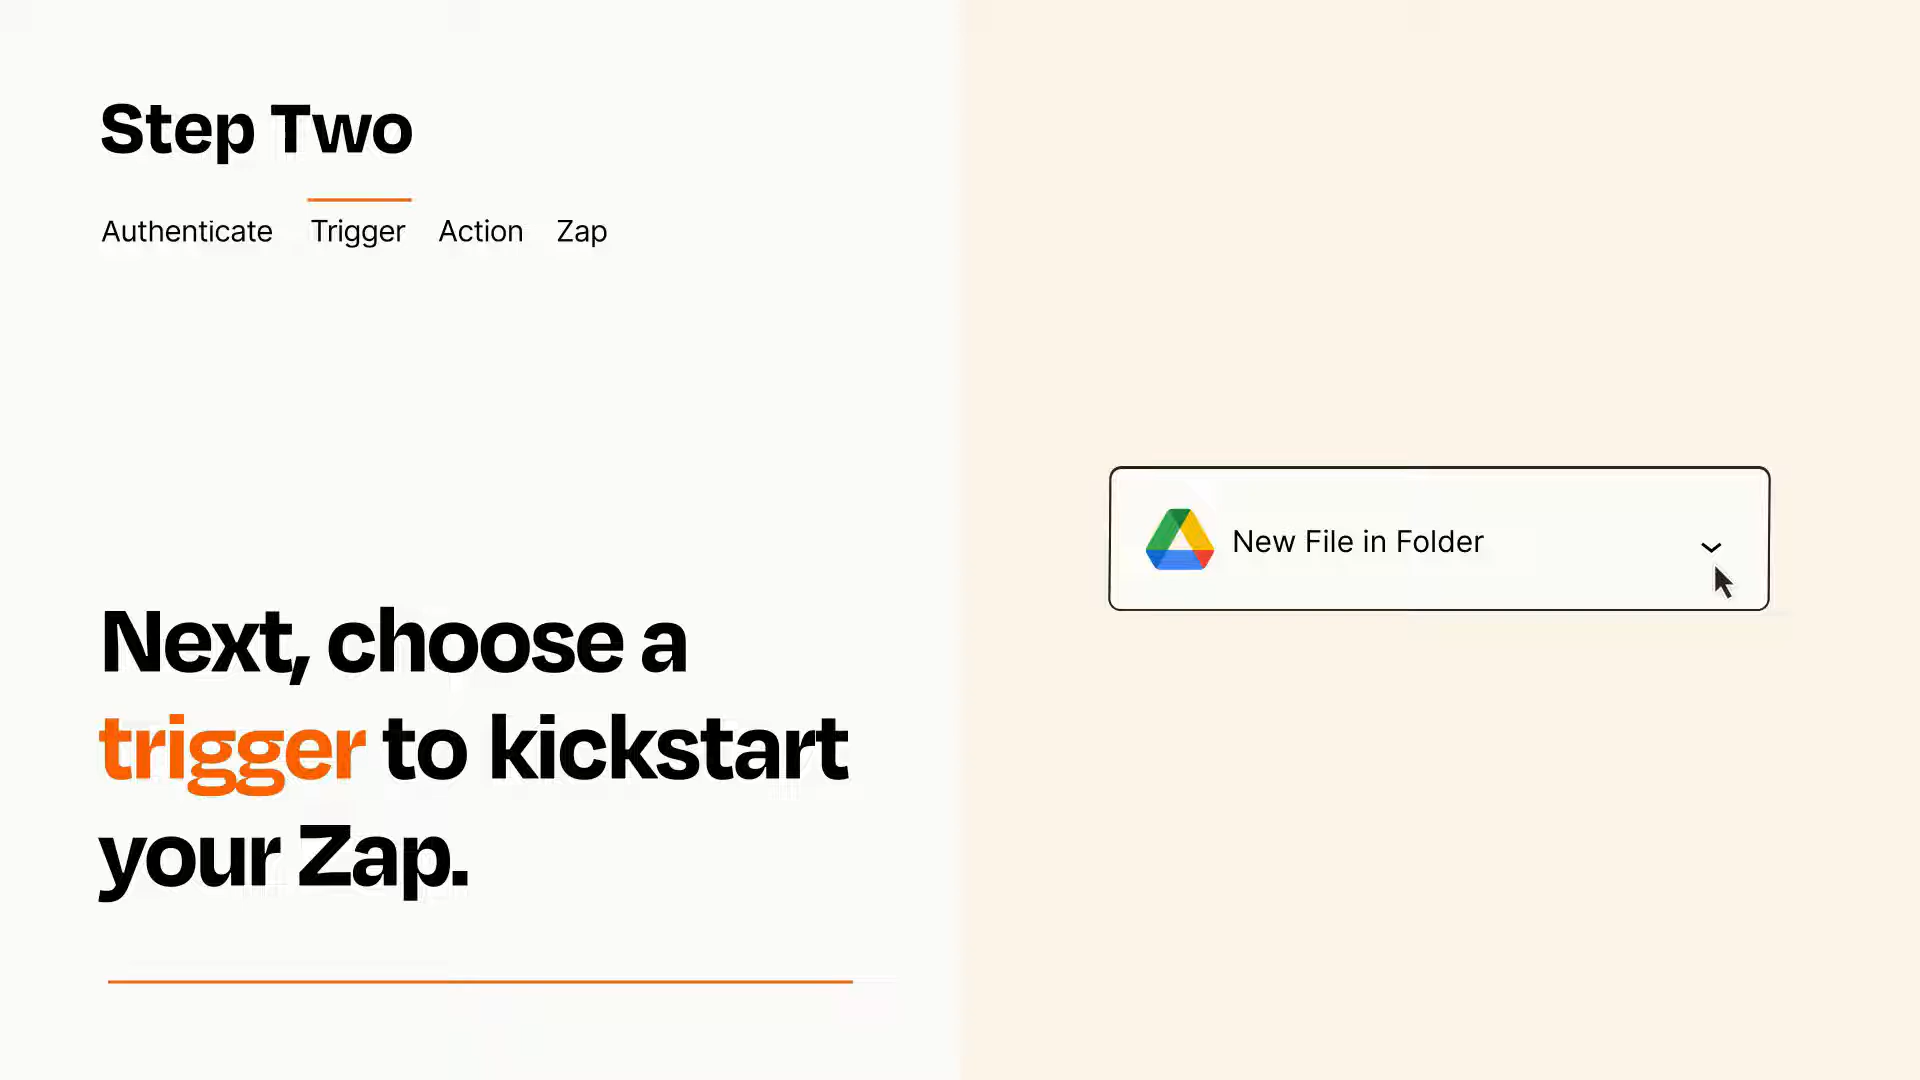 Step Two
Authenticate Trigger Action Zap
Next, choose a
trigger to kickstart
your Zap.
New File in Folder